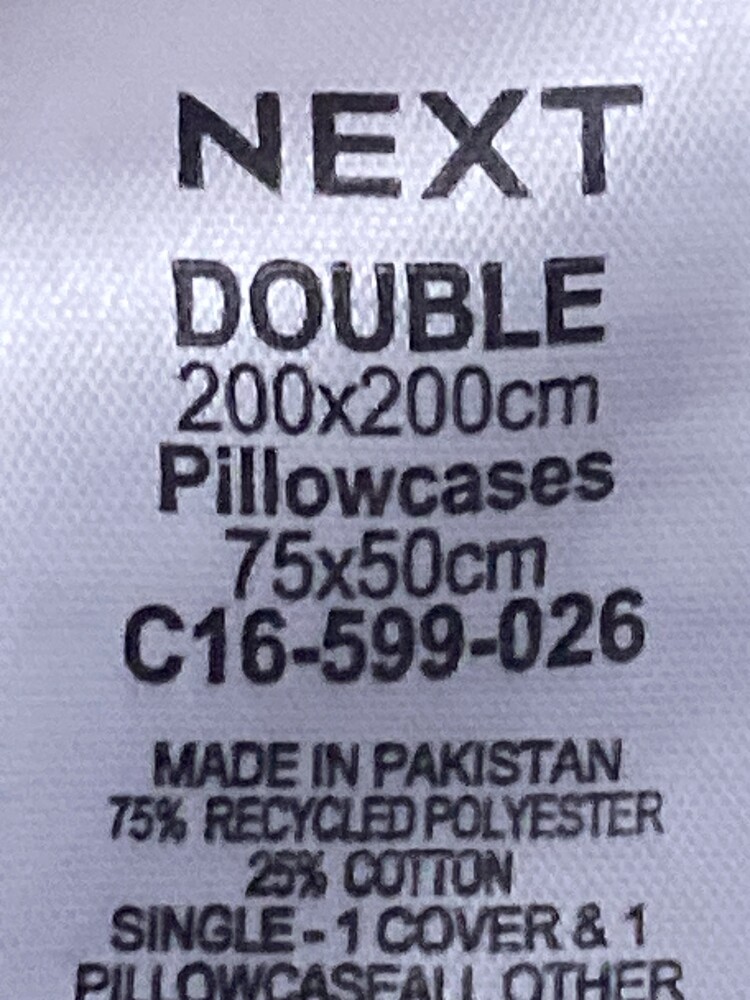 NEXT
DOUBLE
200x200cm
Pillowcases
75x50cm
C16-599-026
MADE IN PAKISTAN
75% RECYCLED POLYESTER
25% COTTON
SINGLE - 1 COVER & 1
PILLOWCASEALL OTHER